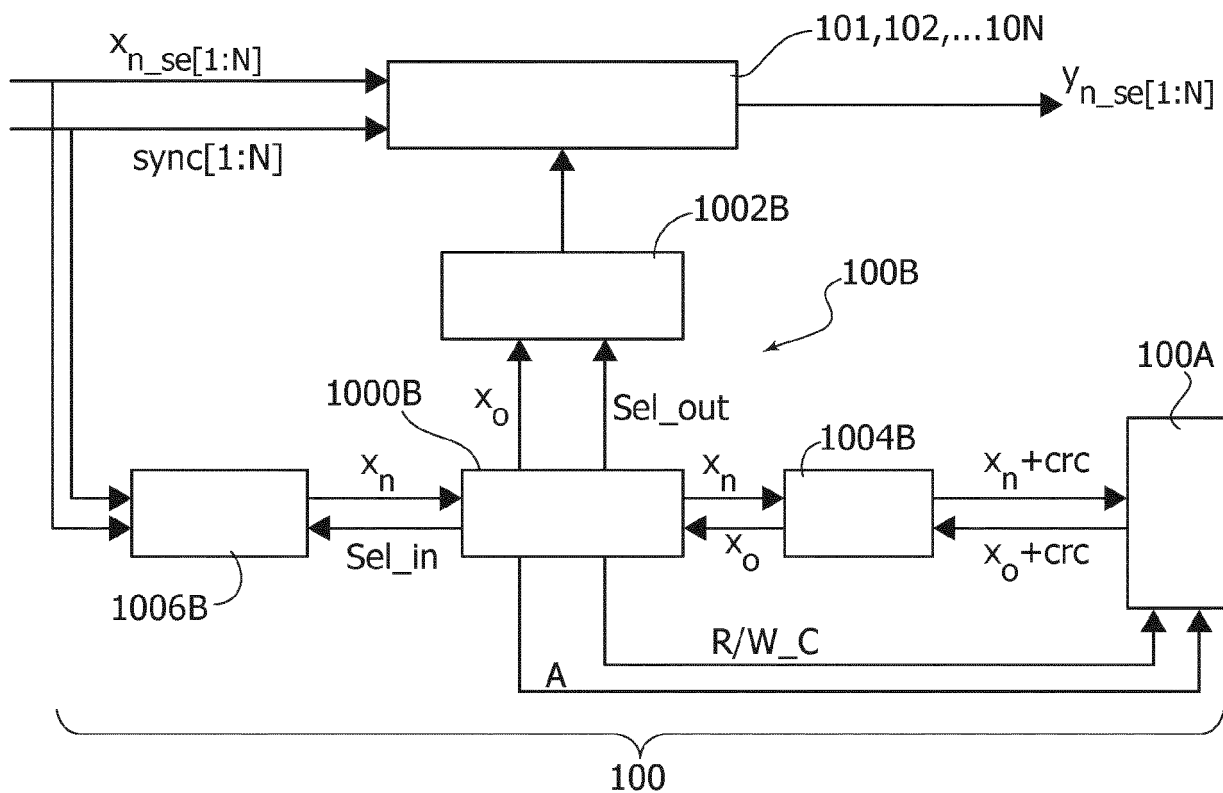 101,102,...10N
x_n_se[1:N]
y_n_se[1:N]
sync[1:N]
1002B
100B
100A
1000B
x_o
Sel_out
1004B
x_n
x_n
x_n+crc
Sel_in
x_o
x_o+crc
1006B
R/W_C
A
100